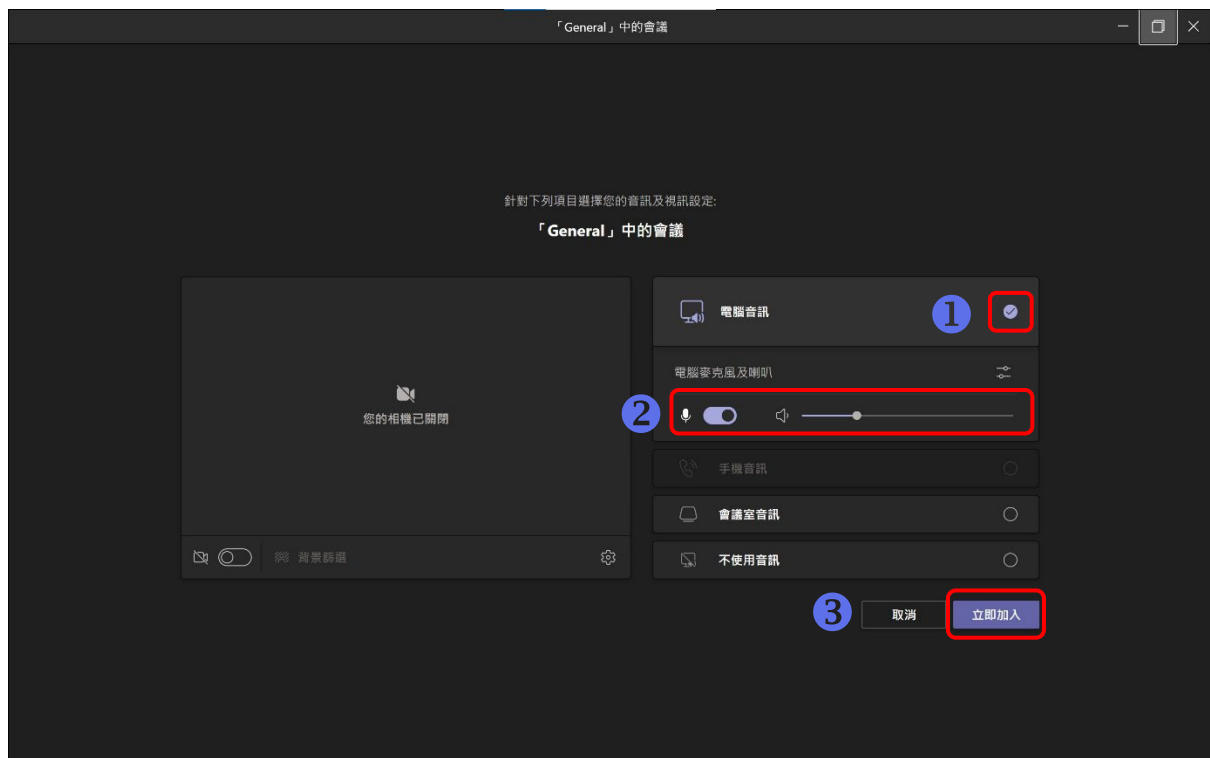 「General」中的會議
針對下列項目選擇您的音訊及視訊設定:
「General」中的會議
您的相機已關閉
背景篩選
電腦音訊
1
電腦麥克風及喇叭
2
手機音訊
會議室音訊
不使用音訊
3
取消
立即加入